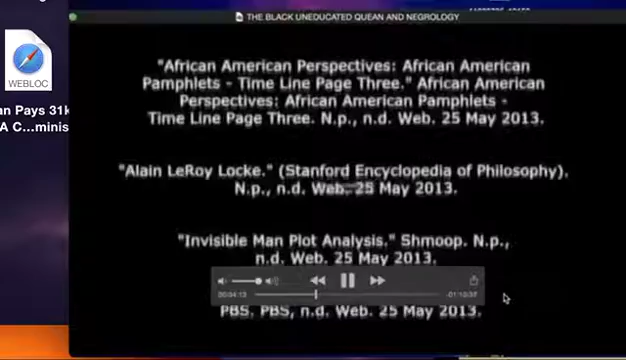 THE BLACK UNEDUCATED QUEAN AND NEGROLOGY
WEBLOC
an Pays 31k
A C...minis
"African American Perspectives: African American
Pamphlets - Time Line Page Three." African American
Perspectives: African American Pamphlets -
Time Line Page Three. N.p., n.d. Web. 25 May 2013.
"Alain LeRoy Locke." (Stanford Encyclopedia of Philosophy).
N.p., n.d. Web. 25 May 2013.
"Invisible Man Plot Analysis." Shmoop. N.p.,
n.d. Web. 25 May 2013.
00:34:13
PBS. PBS, n.d. Web. 25 May 2013.